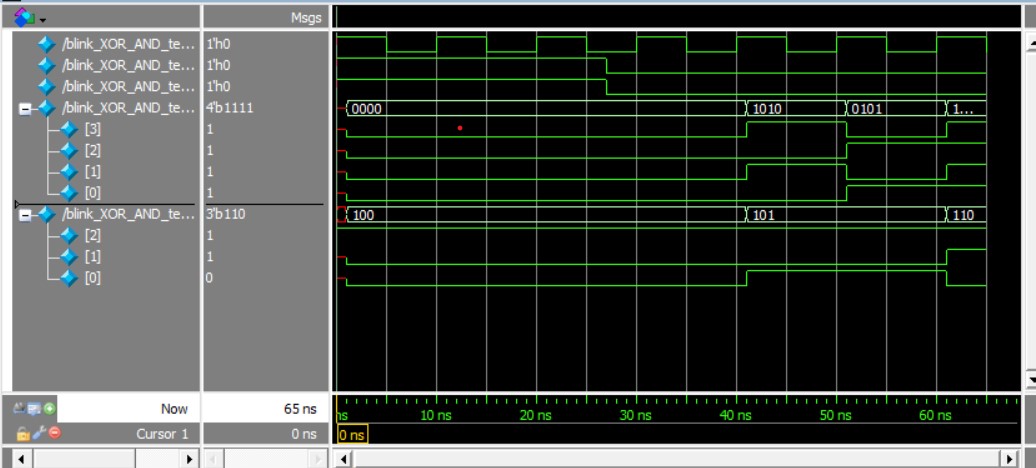 Msgs
/blink_XOR_AND_te... 1'h0
/blink_XOR_AND_te... 1'h0
/blink_XOR_AND_te... 1'h0
/blink_XOR_AND_te... 4'b1111 0000 1010 0101 1...
[3] 1
[2] 1
[1] 1
[0] 1
/blink_XOR_AND_te... 3'b110 100 101 110
[2] 1
[1] 1
[0] 0
Now 65 ns ns 10 ns 20 ns 30 ns 40 ns 50 ns 60 ns
Cursor 1 0 ns 0 ns